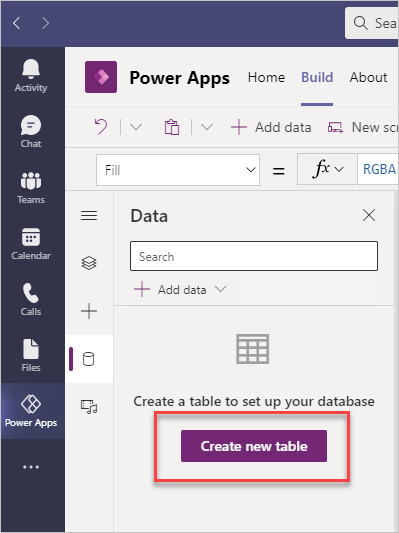 Sea
Activity
Chat
Teams
Calendar
Calls
Files
Power Apps
...
Power Apps Home Build About
Add data New scr
Fill = fx RGBA
Data
Search
Add data
Create a table to set up your database
Create new table